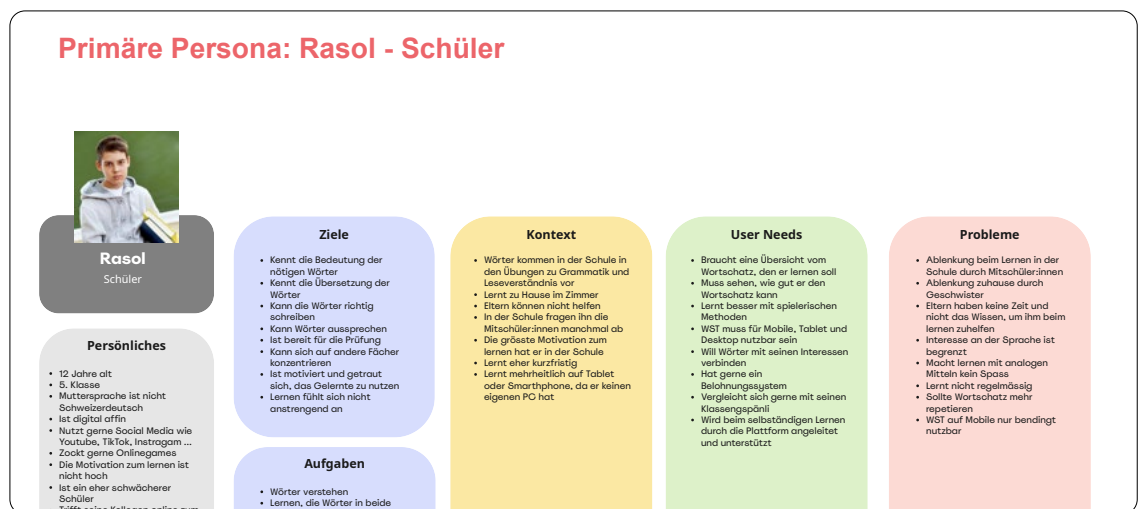 Primäre Persona: Rasol - Schüler
Rasol
Schüler
Persönliches
• 12 Jahre alt
• 5. Klasse
• Muttersprache ist nicht
Schweizerdeutsch
• Ist digital affin
• Nutzt gerne Social Media wie
Youtube, TikTok, Instragam ...
• Zockt gerne Onlinegames
• Die Motivation zum lernen ist
nicht hoch
• Ist ein eher schwächerer
Schüler
Ziele
• Kennt die Bedeutung der
nötigen Wörter
• Kennt die Übersetzung der
Wörter
• Kann die Wörter richtig
schreiben
• Kann Wörter aussprechen
• Ist bereit für die Prüfung
• Kann sich auf andere Fächer
konzentrieren
• Ist motiviert und getraut
sich, das Gelernte zu nutzen
• Lernen fühlt sich nicht
anstrengend an
Aufgaben
• Wörter verstehen
• Lernen, die Wörter in beide
Kontext
• Wörter kommen in der Schule in
den Übungen zu Grammatik und
Leseverständnis vor
• Lernt zu Hause im Zimmer
• Eltern können nicht helfen
• In der Schule fragen ihn die
Mitschüler:innen manchmal ab
• Die grösste Motivation zum
lernen hat er in der Schule
• Lernt eher kurzfristig
• Lernt mehrheitlich auf Tablet
oder Smarthphone, da er keinen
eigenen PC hat
User Needs
• Braucht eine Übersicht vom
Wortschatz, den er lernen soll
• Muss sehen, wie gut er den
Wortschatz kann
• Lernt besser mit spielerischen
Methoden
• WST muss für Mobile, Tablet und
Desktop nutzbar sein
• Will Wörter mit seinen Interessen
verbinden
• Hat gerne ein
Belohnungssystem
• Vergleicht sich gerne mit seinen
Klassengspänli
• Wird beim selbständigen Lernen
durch die Plattform angeleitet
und unterstützt
Probleme
• Ablenkung beim Lernen in der
Schule durch Mitschüler:innen
• Ablenkung zuhause durch
Geschwister
• Eltern haben keine Zeit und
nicht das Wissen, um ihm beim
lernen zuhelfen
• Interesse an der Sprache ist
begrenzt
• Macht lernen mit analogen
Mitteln kein Spass
• Lernt nicht regelmässig
• Sollte Wortschatz mehr
repetieren
• WST auf Mobile nur bedingt
nutzbar